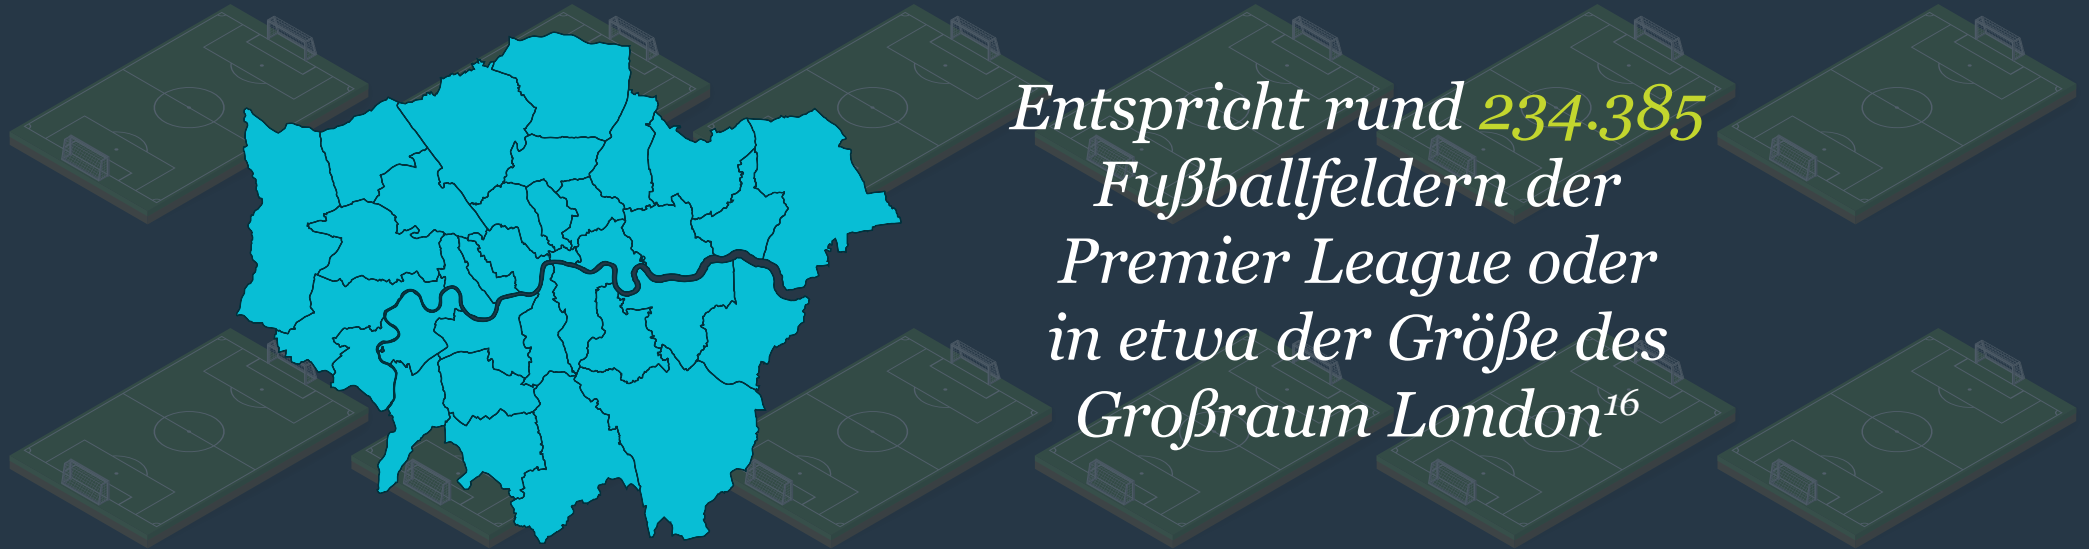 Entspricht rund 234.385
Fußballfeldern der
Premier League oder
in etwa der Größe des
Großraum London¹⁶